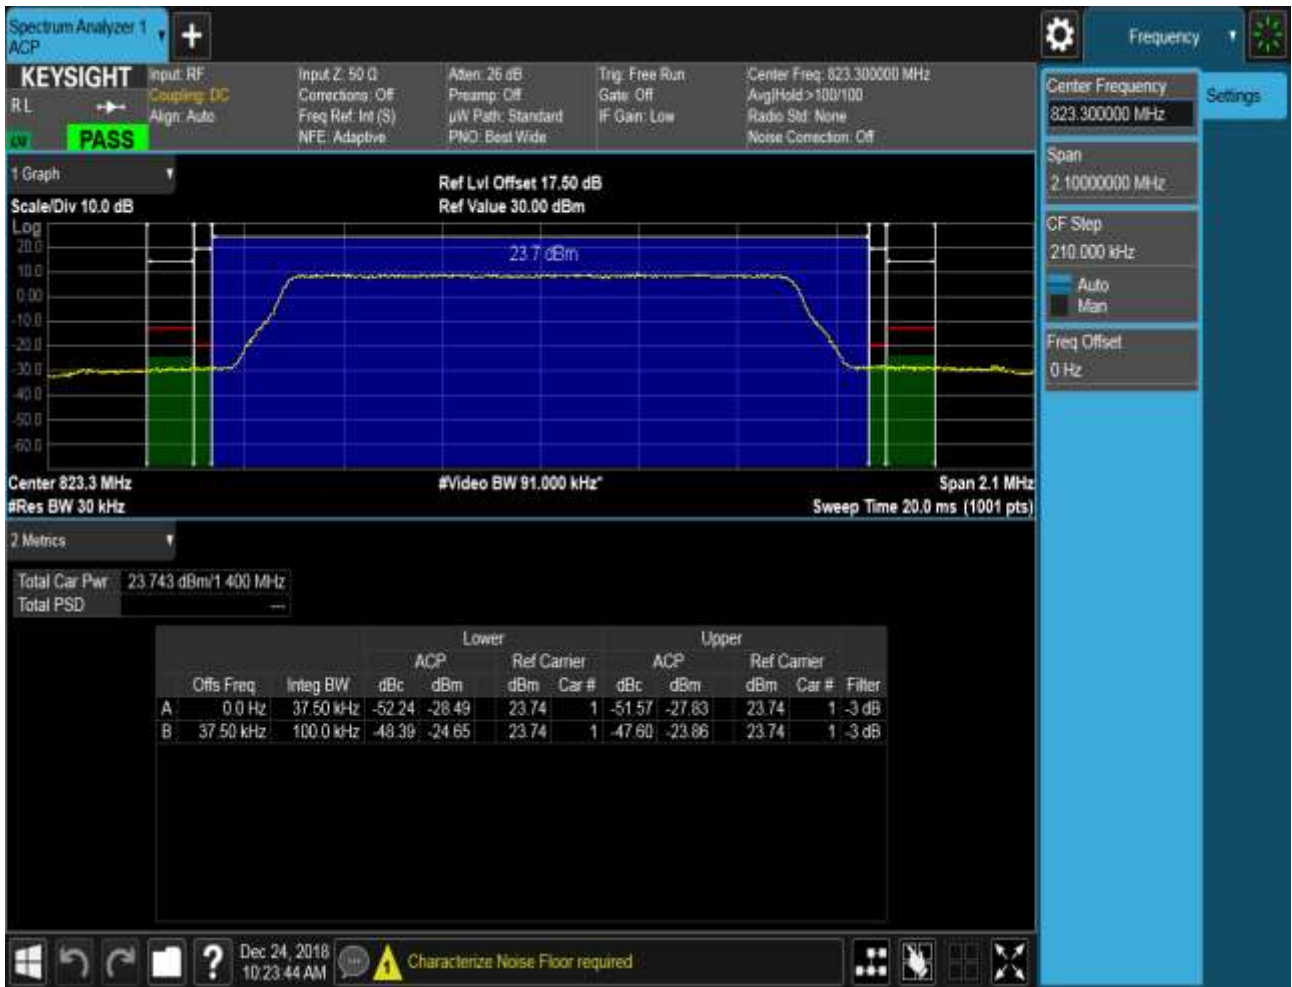 Spectrum Analyzer 1
ACP
+
Frequency
KEYSIGHT
R L
PASS
Input: RF
Coupling: DC
Align: Auto
Input Z: 50 Ω
Corrections: Off
Freq Ref: Int (S)
NFE: Adaptive
Atten: 26 dB
Preamp: Off
µW Path: Standard
PNO: Best Wide
Trig: Free Run
Gate: Off
IF Gain: Low
Center Freq: 823.300000 MHz
Avg|Hold >100/100
Radio Std: None
Noise Correction: Off
Center Frequency
823.300000 MHz
Settings
Span
2.10000000 MHz
CF Step
210.000 kHz
Auto
Man
Freq Offset
0 Hz
1 Graph
Scale/Div 10.0 dB
Ref Lvl Offset 17.50 dB
Ref Value 30.00 dBm
Log
20.0
10.0
0.00
-10.0
-20.0
-30.0
-40.0
-50.0
-60.0
23.7 dBm
Center 823.3 MHz
#Video BW 91.000 kHz*
Span 2.1 MHz
#Res BW 30 kHz
Sweep Time 20.0 ms (1001 pts)
2 Metrics
Total Car Pwr 23.743 dBm/1.400 MHz
Total PSD ---
Lower Upper
ACP Ref Carrier ACP Ref Carrier
Offs Freq Integ BW dBc dBm dBm Car # dBc dBm dBm Car # Filter
A 0.0 Hz 37.50 kHz -52.24 -28.49 23.74 1 -51.57 -27.83 23.74 1 -3 dB
B 37.50 kHz 100.0 kHz -48.39 -24.65 23.74 1 -47.60 -23.86 23.74 1 -3 dB
?
Dec 24, 2018
10:23:44 AM
1
Characterize Noise Floor required